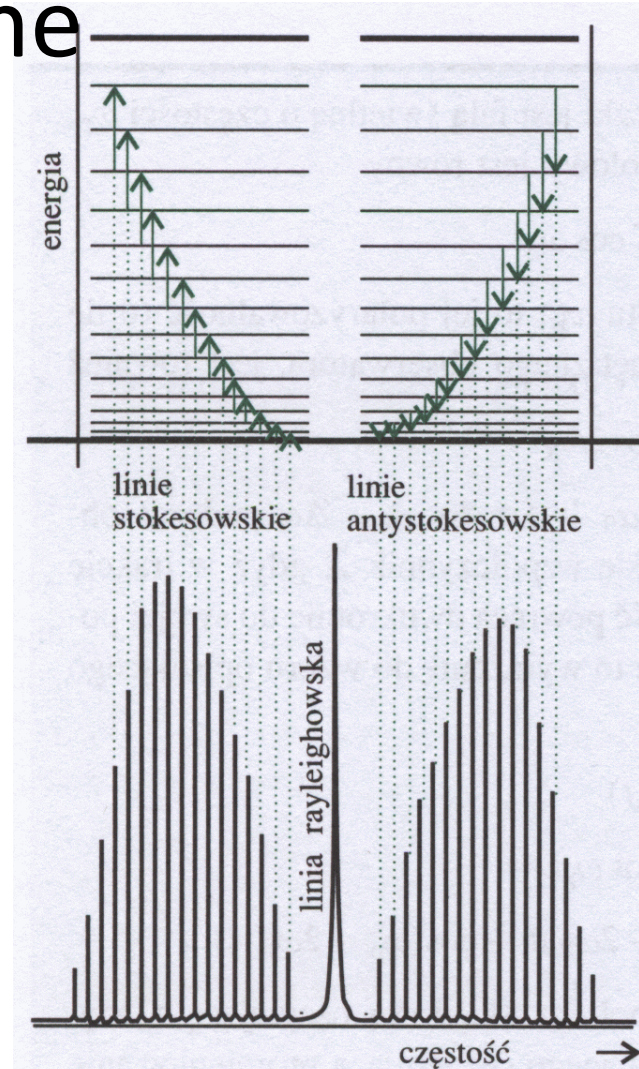 ne
energia
linie
stokesowskie
linie
antystokesowskie
linia rayleighowska
częstość